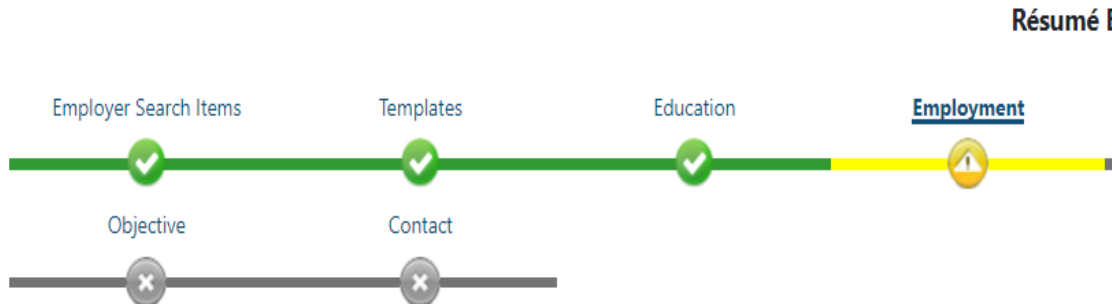 Résumé
Employer Search Items Templates Education Employment
Objective Contact